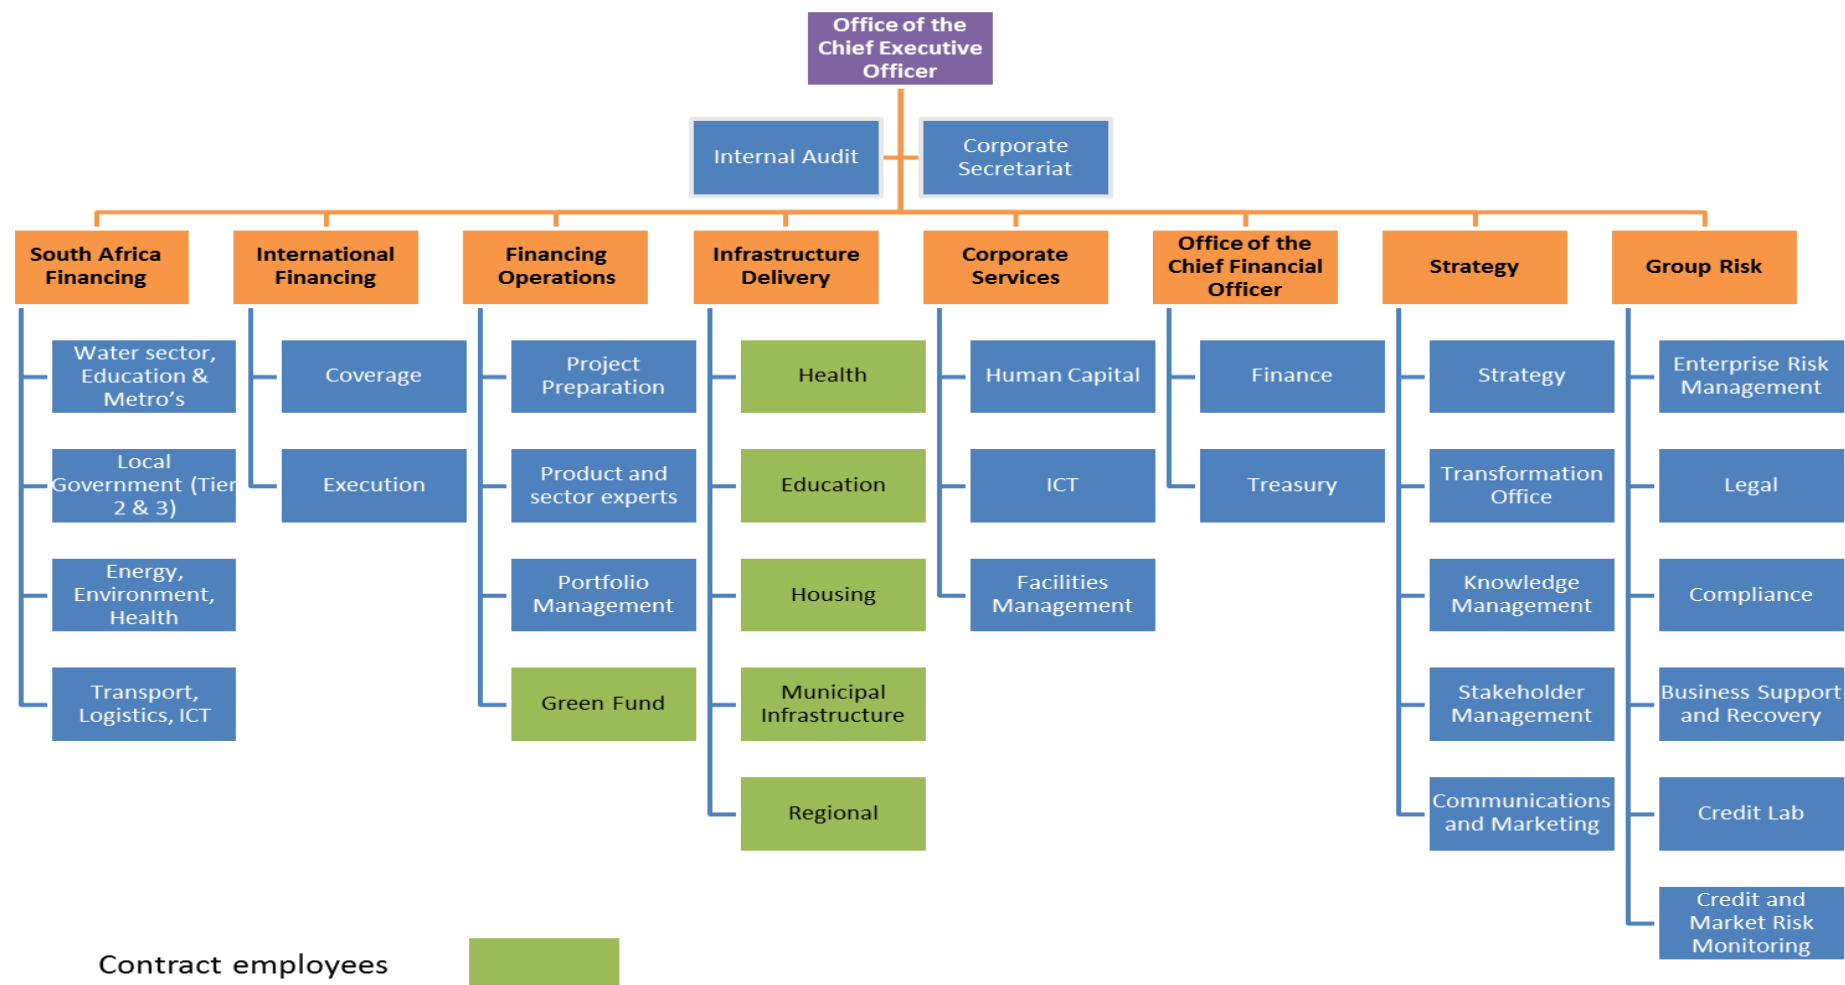 Office of the
Chief Executive
Officer
Internal Audit
Corporate
Secretariat
South Africa
Financing
International
Financing
Financing
Operations
Infrastructure
Delivery
Corporate
Services
Office of the
Chief Financial
Officer
Strategy
Group Risk
Water sector,
Education &
Metro’s
Local
Government (Tier
2 & 3)
Energy,
Environment,
Health
Transport,
Logistics, ICT
Coverage
Execution
Project
Preparation
Product and
sector experts
Portfolio
Management
Green Fund
Health
Education
Housing
Municipal
Infrastructure
Regional
Human Capital
ICT
Facilities
Management
Finance
Treasury
Strategy
Transformation
Office
Knowledge
Management
Stakeholder
Management
Communications
and Marketing
Enterprise Risk
Management
Legal
Compliance
Business Support
and Recovery
Credit Lab
Credit and
Market Risk
Monitoring
Contract employees